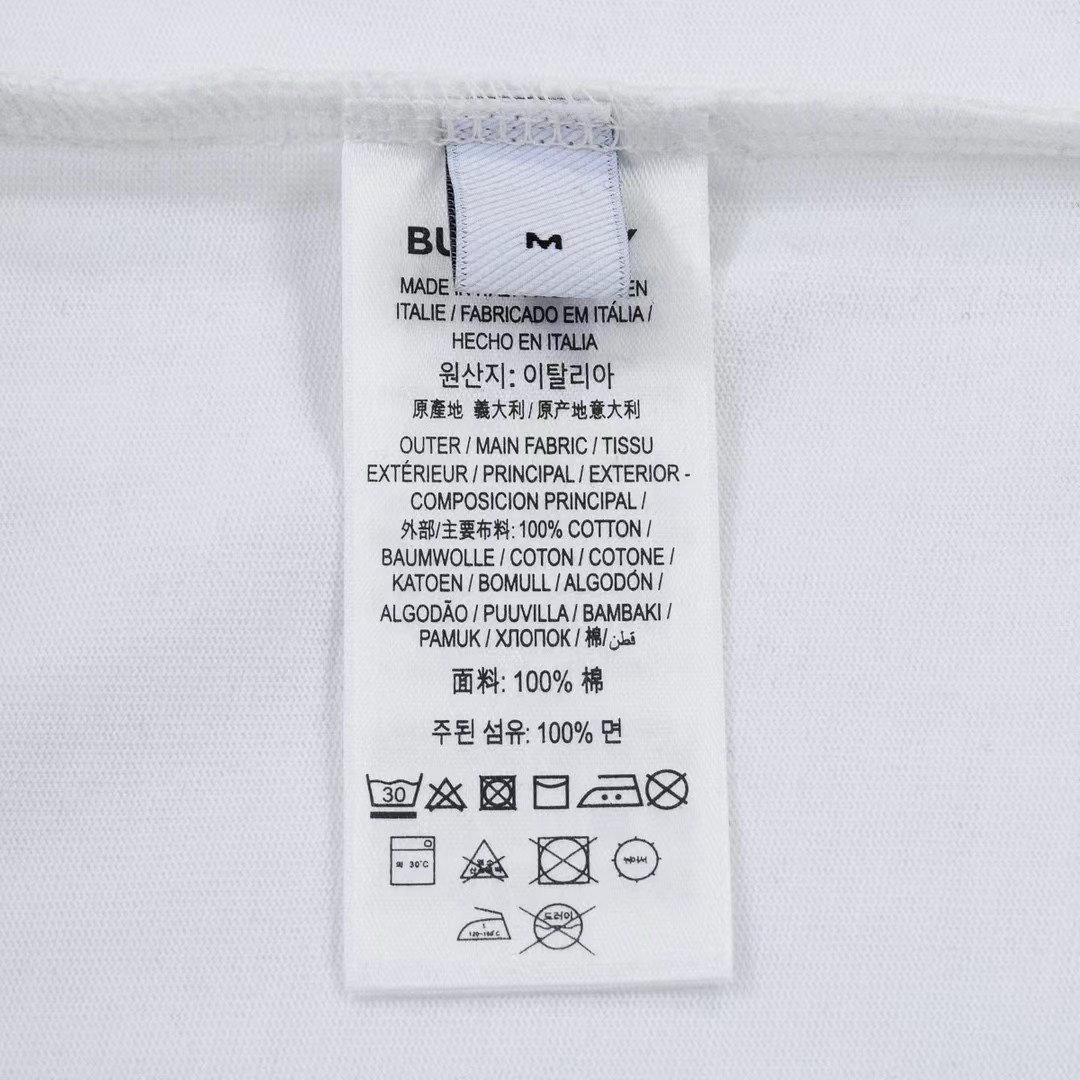 M
MADE
EN
ITALIE / FABRICADO EM ITÁLIA /
HECHO EN ITALIA
원산지: 이탈리아
原產地 義大利/原产地意大利
OUTER / MAIN FABRIC / TISSU
EXTÉRIEUR / PRINCIPAL / EXTERIOR -
COMPOSICION PRINCIPAL /
外部/主要布料: 100% COTTON /
BAUMWOLLE / COTON / COTONE /
KATOEN / BOMULL / ALGODÓN /
ALGODÃO / PUUVILLA / BAMBAKI /
PAMUK / ХЛОПОК / 棉/قطن
面料: 100% 棉
주된 섬유: 100% 면
30
30°C
드라이